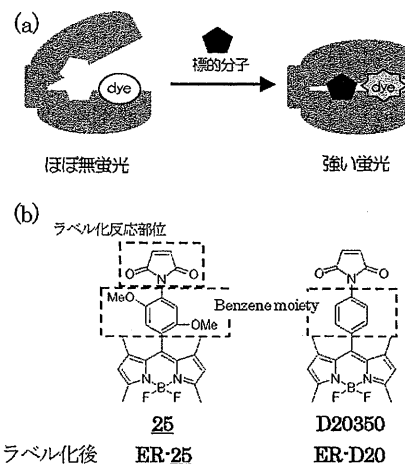 (a)
dye
標的分子
dye
ほぼ無蛍光
強い蛍光
(b)
ラベル化反応部位
O N O
O N O
MeO
OMe
Benzene moiety
N B N
F F
N B N
F F
25
D20350
ラベル化後 ER-25 ER-D20